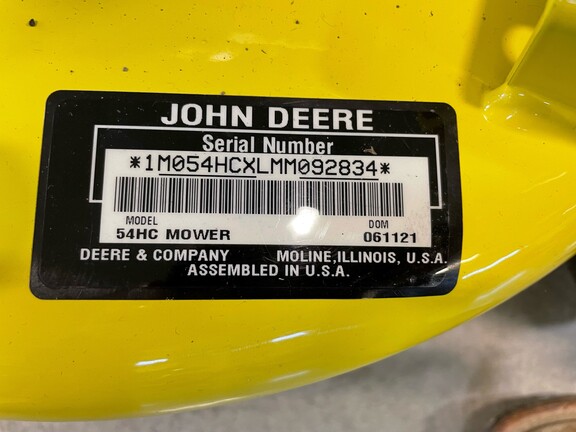 JOHN DEERE
Serial Number
*1M054HCXLMM092834*
MODEL DOM
54HC MOWER 061121
DEERE & COMPANY MOLINE, ILLINOIS, U.S.A.
ASSEMBLED IN U.S.A.